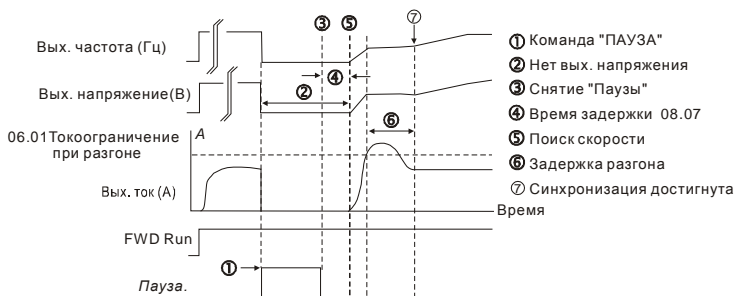 Вых. частота (Гц)
Вых. напряжение(В)
06.01Токоограничение
при разгоне
A
Вых. ток (А)
FWD Run
Пауза.
Время
③ ⑤ ⑦
④
②
⑥
①
① Команда "ПАУЗА"
② Нет вых. напряжения
③ Снятие "Паузы"
④ Время задержки 08.07
⑤ Поиск скорости
⑥ Задержка разгона
⑦ Синхронизация достигнута